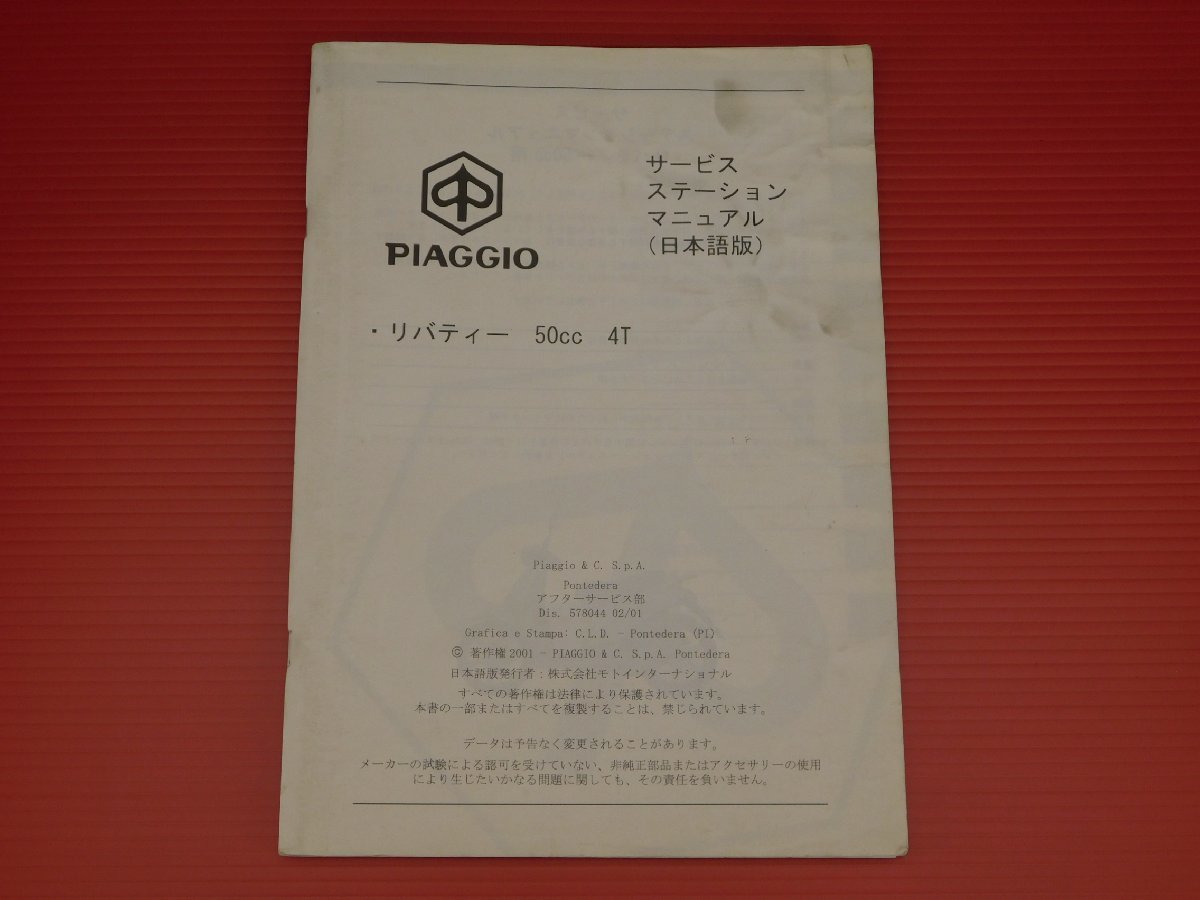 PIAGGIO
サービス
ステーション
マニュアル
(日本語版)
・リバティー 50cc 4T
Piaggio & C. S.p.A.
Pontedera
アフターサービス部
Dis. 578044 02/01
Grafica e Stampa: C.L.D. - Pontedera (PI)
© 著作権2001 - PIAGGIO & C. S.p.A. Pontedera
日本語版発行者：株式会社モトインターナショナル
すべての著作権は法律により保護されています。
本書の一部またはすべてを複製することは、禁じられています。
データは予告なく変更されることがあります。
メーカーの試験による認可を受けていない、非純正部品またはアクセサリーの使用
により生じたいかなる問題に関しても、その責任を負いません。